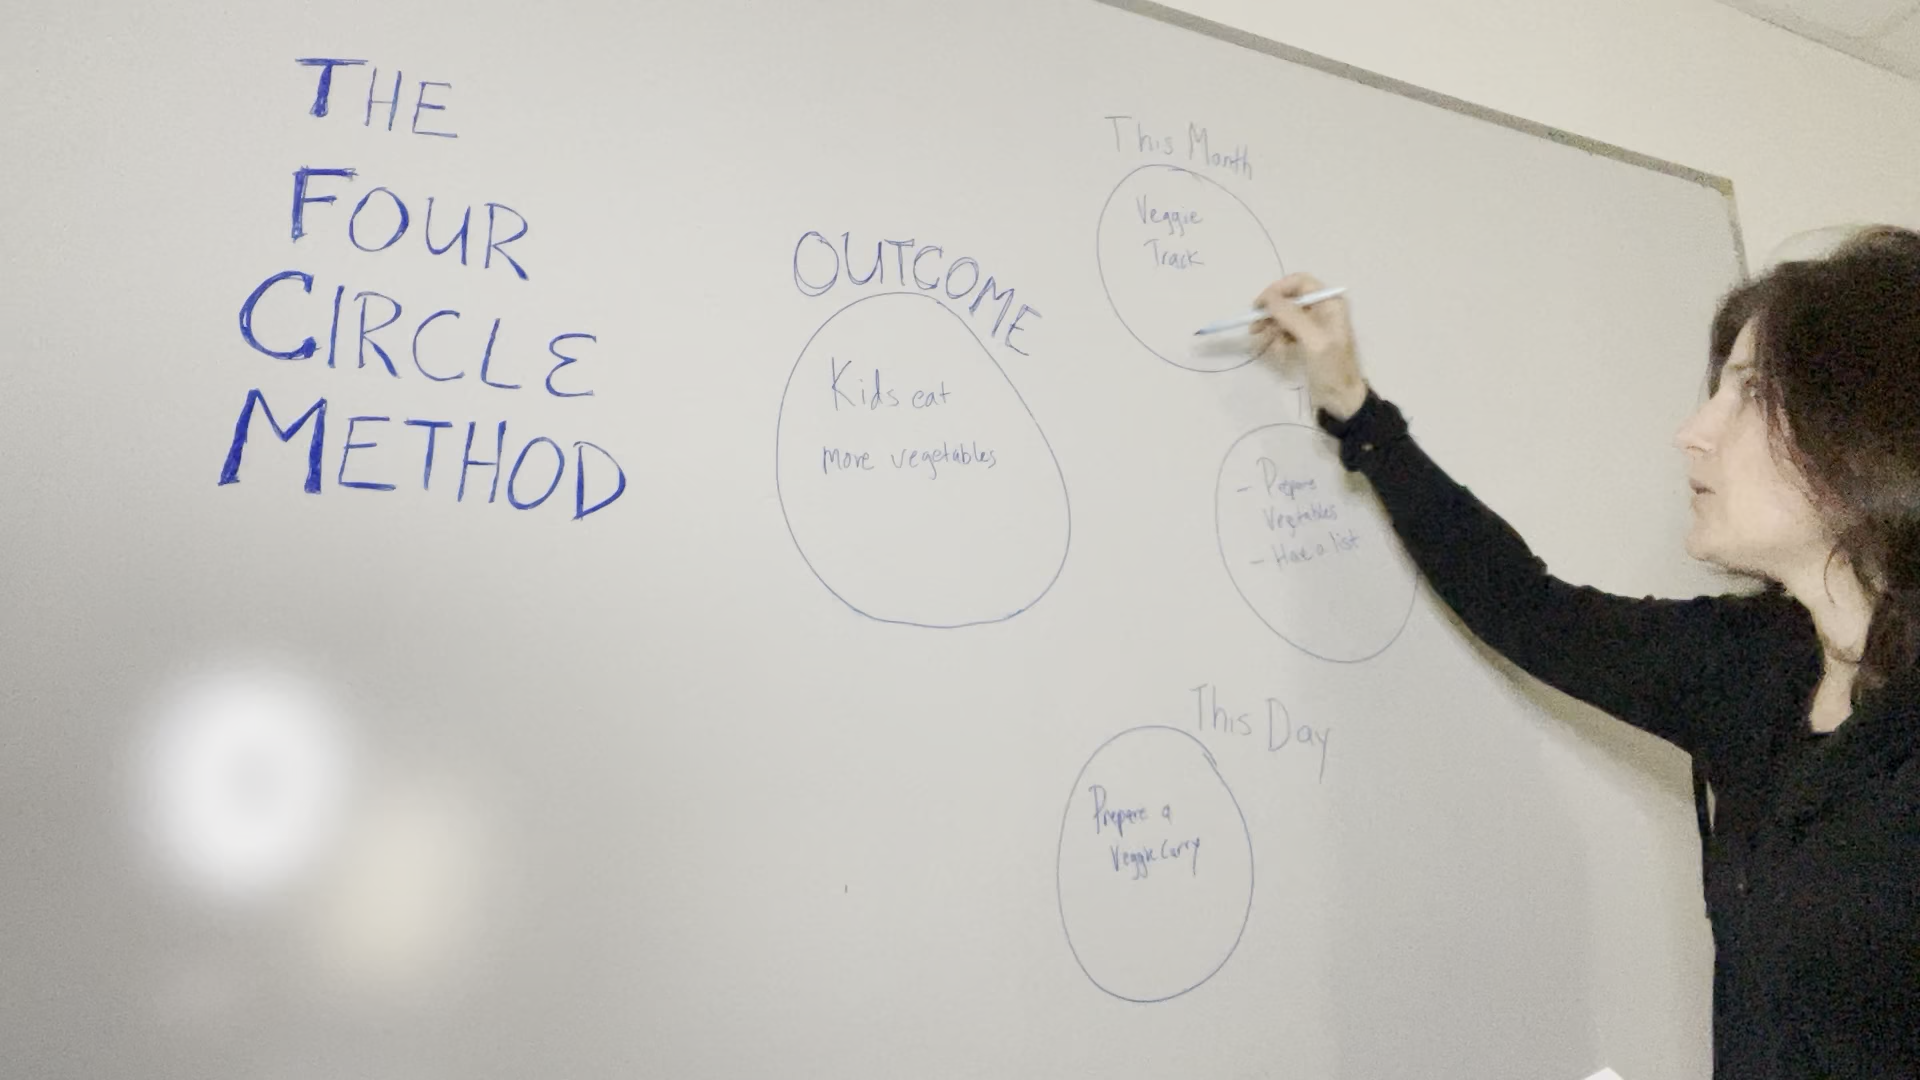 THE
FOUR
CIRCLE
METHOD
OUTCOME
Kids eat
more vegetables
This Month
Veggie
Track
T
- Prepare
Vegetables
- Have a list
This Day
Prepare a
Veggie Curry